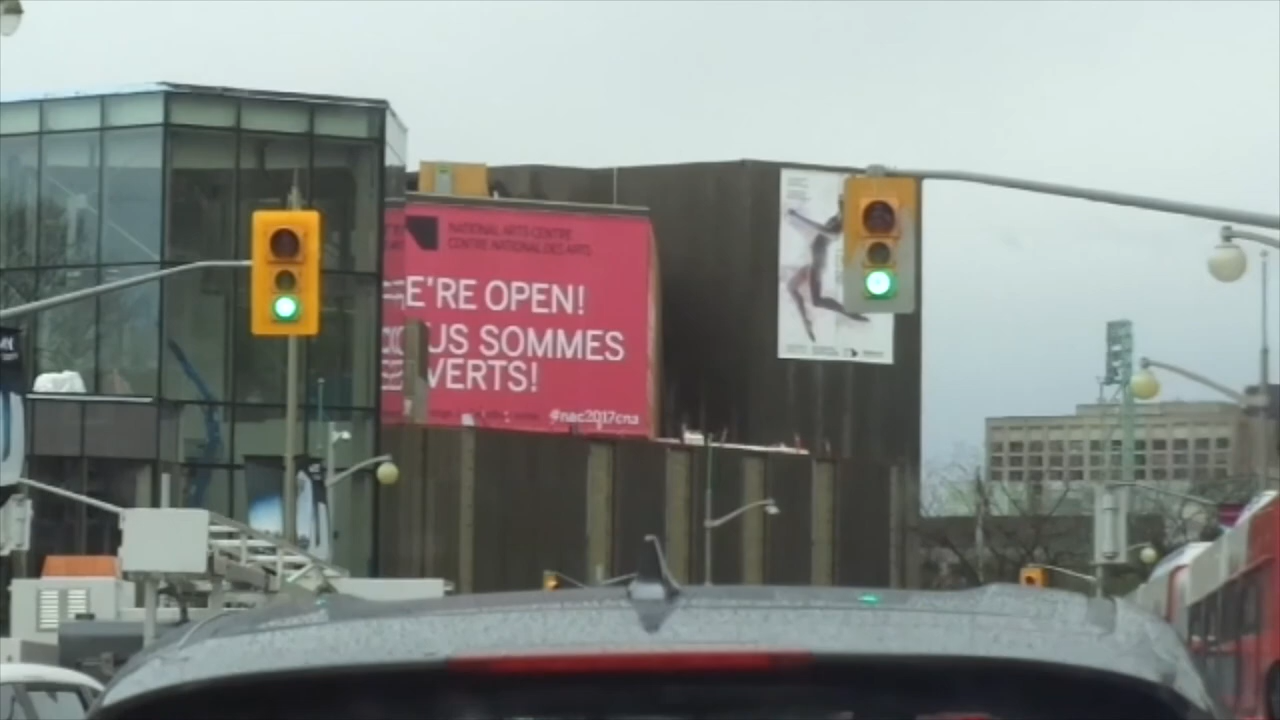 NATIONAL ARTS CENTRE
CENTRE NATIONAL DES ARTS
E'RE OPEN!
US SOMMES
VERTS!
#nac2017cna